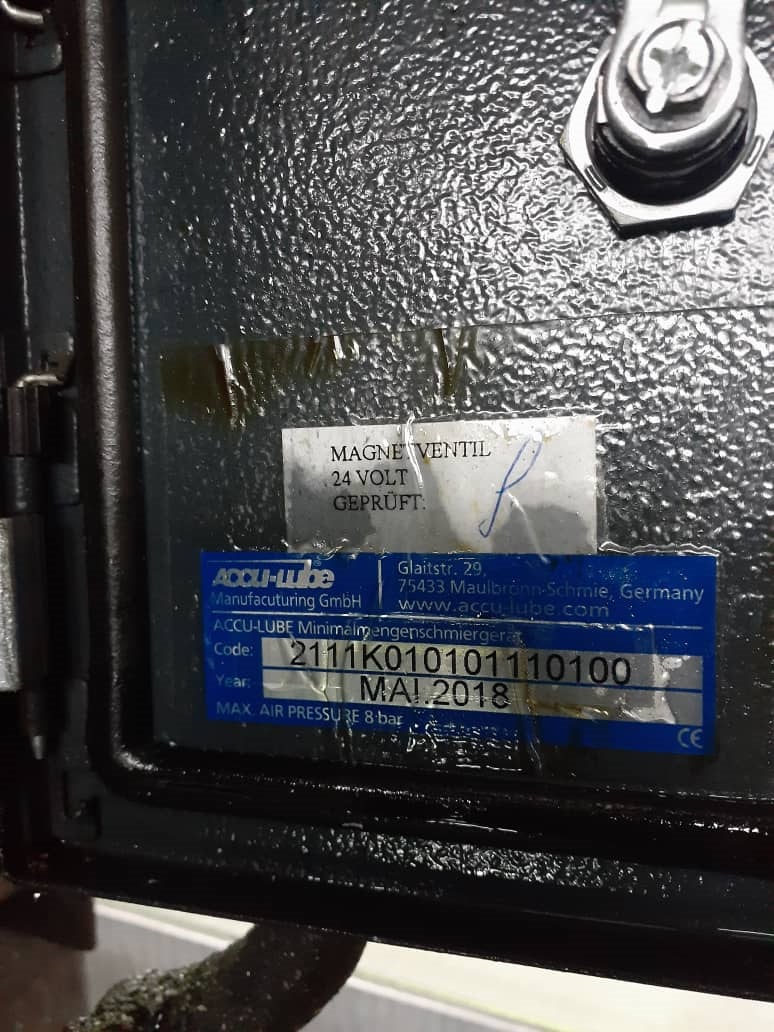 MAGNETVENTIL
24 VOLT
GEPRÜFT:
ACCU-Lube
Manufacuturing GmbH
Glaitstr. 29,
75433 Maulbronn-Schmie, Germany
www.accu-lube.com
ACCU-LUBE Minimalmengenschmiergerät
Code: 2111K010101110100
Year: MAI.2018
MAX. AIR PRESSURE 8 bar
CE